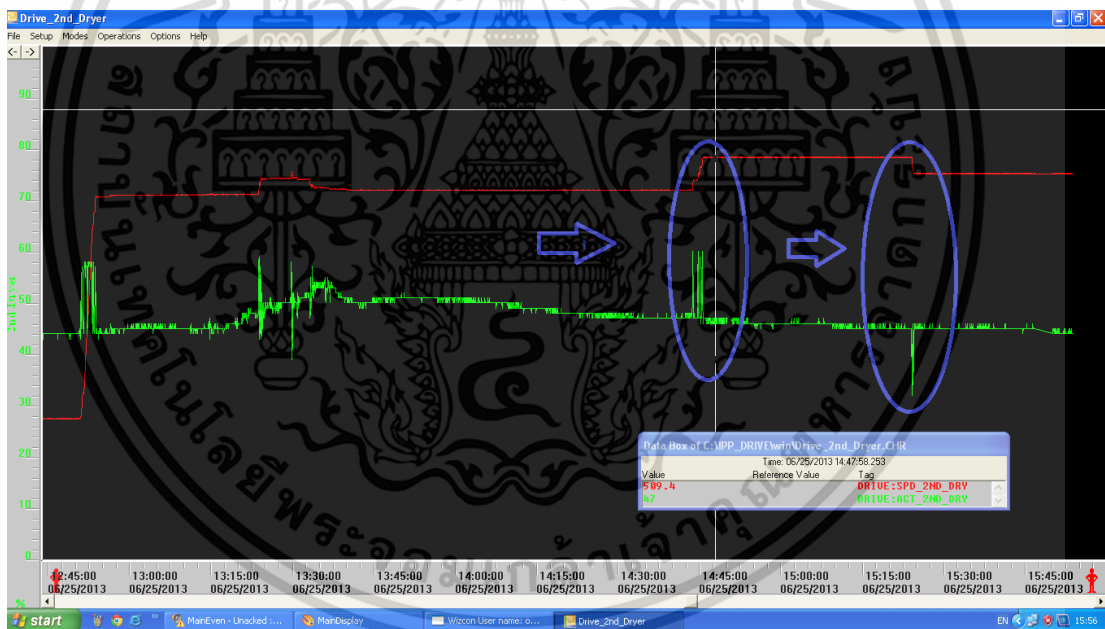 Drive_2nd_Dryer
File Setup Modes Operations Options Help
<- ->
90
80
70
60
50
40
30
20
10
0
2nd Dryer
%
Data Box of C:\IPP_DRIVE\win\Drive_2nd_Dryer.CHR
Time: 06/25/2013 14:47:58.253
Value Reference Value Tag
509.4 DRIVE:SPD_2ND_DRY
47 DRIVE:ACT_2ND_DRY
12:45:00 13:00:00 13:15:00 13:30:00 13:45:00 14:00:00 14:15:00 14:30:00 14:45:00 15:00:00 15:15:00 15:30:00 15:45:00
06/25/2013 06/25/2013 06/25/2013 06/25/2013 06/25/2013 06/25/2013 06/25/2013 06/25/2013 06/25/2013 06/25/2013 06/25/2013 06/25/2013 06/25/2013
start MainEven - Unacked :... MainDisplay Wizcon User name: o... Drive_2nd_Dryer EN 15:56